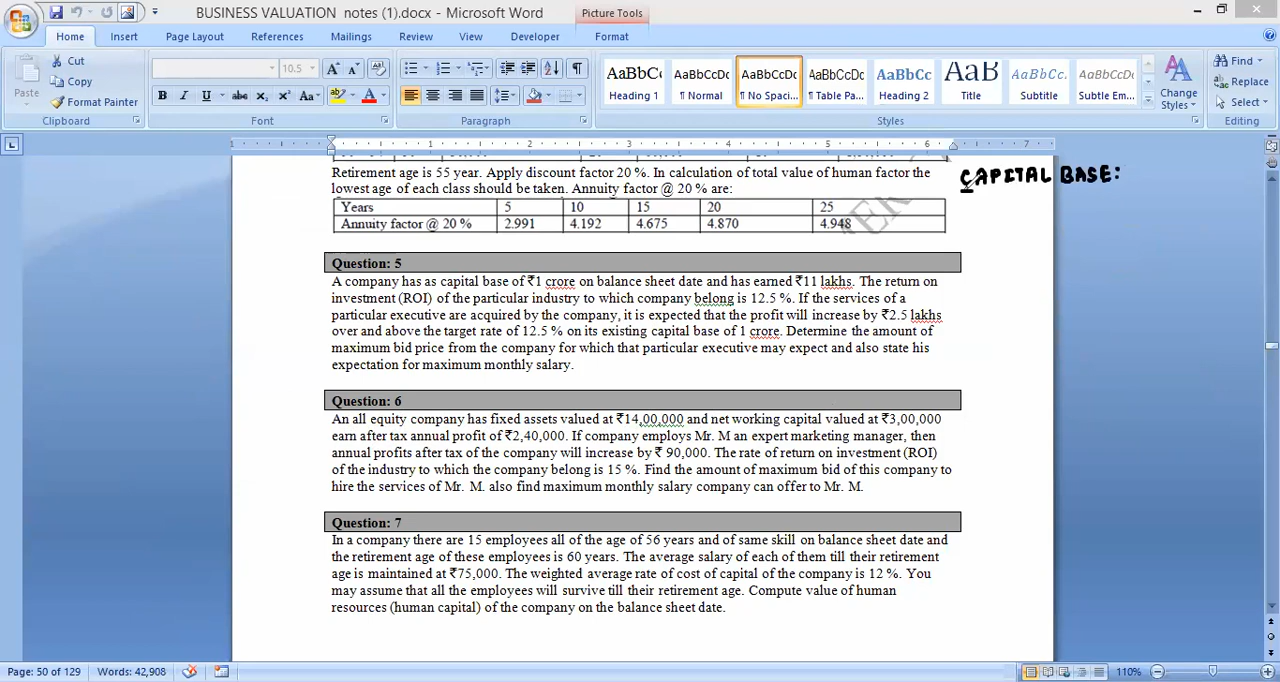 BUSINESS VALUATION notes (1).docx - Microsoft Word
Picture Tools
Home Insert Page Layout References Mailings Review View Developer Format
Paste
Cut
Copy
Format Painter
Clipboard
10.5
Font
Paragraph
AaBbCc
Heading 1
AaBbCcDc
¶ Normal
AaBbCcDc
¶ No Spaci...
AaBbCcDc
¶ Table Pa...
AaBbCc
Heading 2
AaB
Title
AaBbCc.
Subtitle
AaBbCcDc
Subtle Em...
Styles
Change
Styles
Find
Replace
Select
Editing
CAPITAL BASE:
Retirement age is 55 year. Apply discount factor 20 %. In calculation of total value of human factor the
lowest age of each class should be taken. Annuity factor @ 20 % are:
Years 5 10 15 20 25
Annuity factor @ 20 % 2.991 4.192 4.675 4.870 4.948
Question: 5
A company has as capital base of ₹1 crore on balance sheet date and has earned ₹11 lakhs. The return on
investment (ROI) of the particular industry to which company belong is 12.5 %. If the services of a
particular executive are acquired by the company, it is expected that the profit will increase by ₹2.5 lakhs
over and above the target rate of 12.5 % on its existing capital base of 1 crore. Determine the amount of
maximum bid price from the company for which that particular executive may expect and also state his
expectation for maximum monthly salary.
Question: 6
An all equity company has fixed assets valued at ₹14,00,000 and net working capital valued at ₹3,00,000
earn after tax annual profit of ₹2,40,000. If company employs Mr. M an expert marketing manager, then
annual profits after tax of the company will increase by ₹ 90,000. The rate of return on investment (ROI)
of the industry to which the company belong is 15 %. Find the amount of maximum bid of this company to
hire the services of Mr. M. also find maximum monthly salary company can offer to Mr. M.
Question: 7
In a company there are 15 employees all of the age of 56 years and of same skill on balance sheet date and
the retirement age of these employees is 60 years. The average salary of each of them till their retirement
age is maintained at ₹75,000. The weighted average rate of cost of capital of the company is 12 %. You
may assume that all the employees will survive till their retirement age. Compute value of human
resources (human capital) of the company on the balance sheet date.
Page: 50 of 129 Words: 42,908 110%